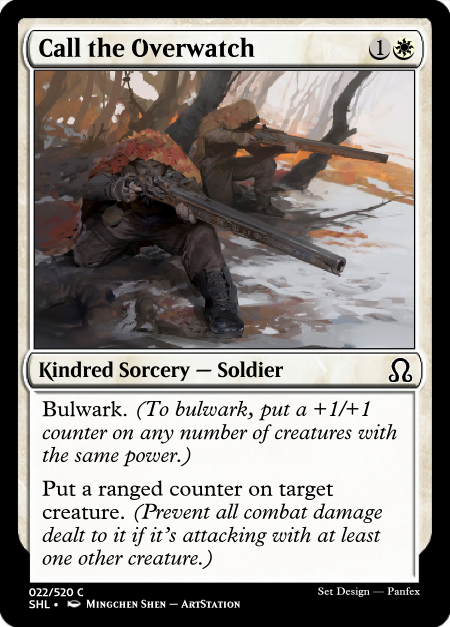 Call the Overwatch 1
Kindred Sorcery — Soldier
Bulwark. (To bulwark, put a +1/+1
counter on any number of creatures with
the same power.)
Put a ranged counter on target
creature. (Prevent all combat damage
dealt to it if it's attacking with at least
one other creature.)
022/520 C
Set Design — Panfex
SHL • Mingchen Shen — ArtStation